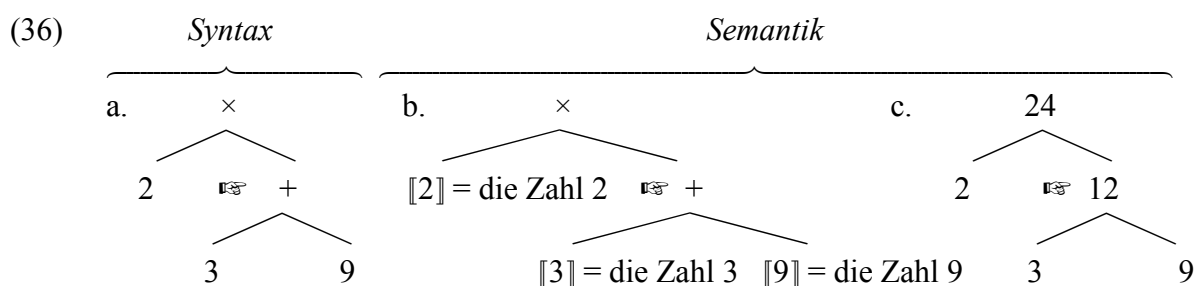 (36) Syntax Semantik
a. × b. × c. 24
2 ☞ + ⟦2⟧ = die Zahl 2 ☞ + 2 ☞ 12
3 9 ⟦3⟧ = die Zahl 3 ⟦9⟧ = die Zahl 9 3 9